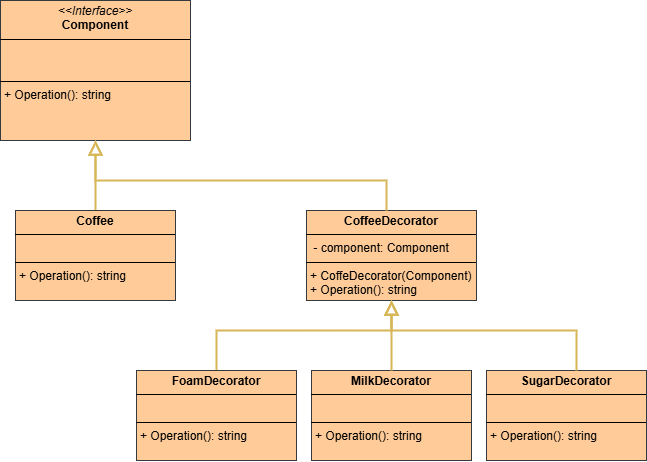 <<Interface>>
Component
+ Operation(): string
Coffee
+ Operation(): string
CoffeeDecorator
- component: Component
+ CoffeDecorator(Component)
+ Operation(): string
FoamDecorator
+ Operation(): string
MilkDecorator
+ Operation(): string
SugarDecorator
+ Operation(): string